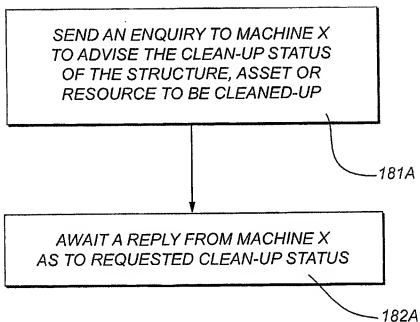 SEND AN ENQUIRY TO MACHINE X
TO ADVISE THE CLEAN-UP STATUS
OF THE STRUCTURE, ASSET OR
RESOURCE TO BE CLEANED-UP
181A
AWAIT A REPLY FROM MACHINE X
AS TO REQUESTED CLEAN-UP STATUS
182A